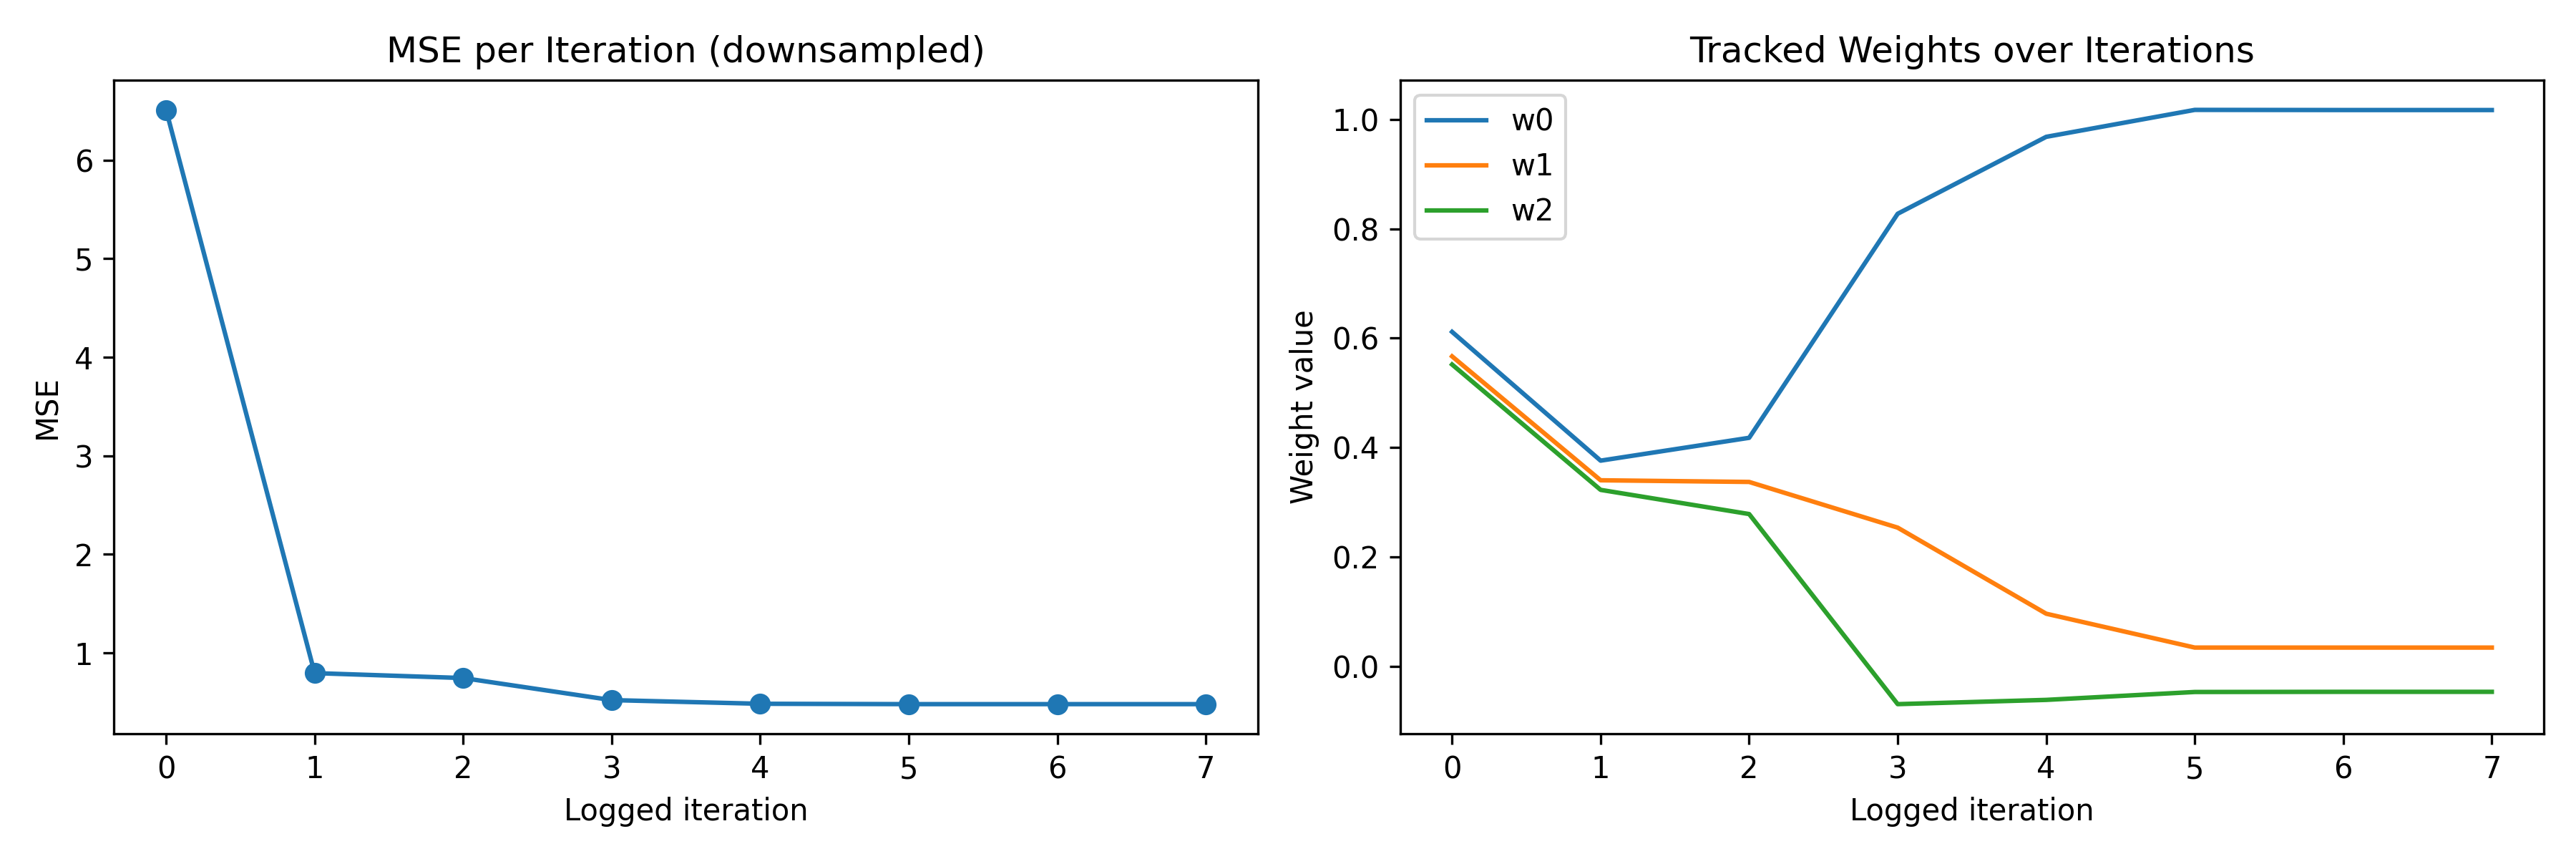 MSE per Iteration (downsampled)
MSE
6
5
4
3
2
1
0 1 2 3 4 5 6 7
Logged iteration
Tracked Weights over Iterations
w0
w1
w2
Weight value
1.0
0.8
0.6
0.4
0.2
0.0
0 1 2 3 4 5 6 7
Logged iteration